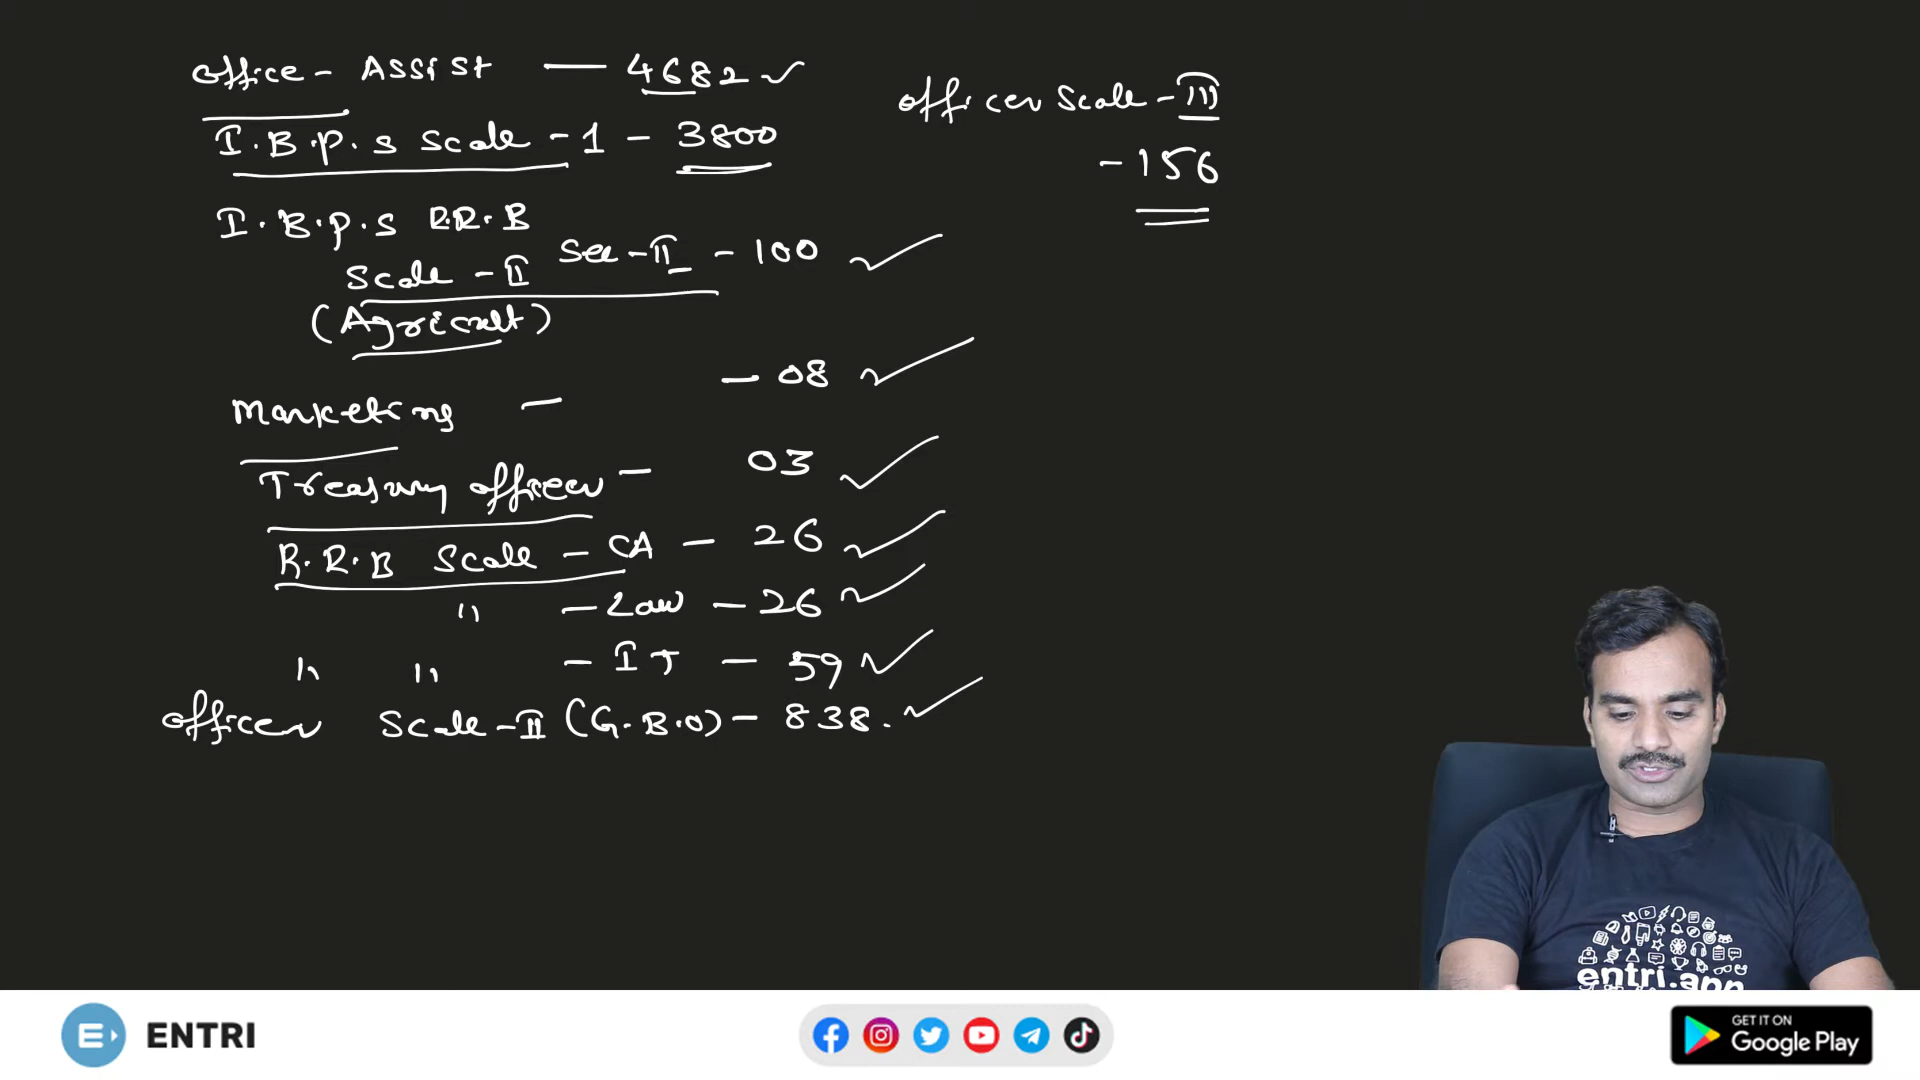 office - Assist — 4682
I.B.P.s Scale - 1 - 3800
I.B.P.s R.R.B
Scale - II See - II - 100
(Agricult)
- 08
Marketing -
Treasury officer - 03
R.R.B Scale - CA - 26
" - Law - 26
" " - IT - 59
officer Scale - II (G.B.O) - 838.
officer Scale - III
- 156
entri.app
ENTRI
GET IT ON
Google Play